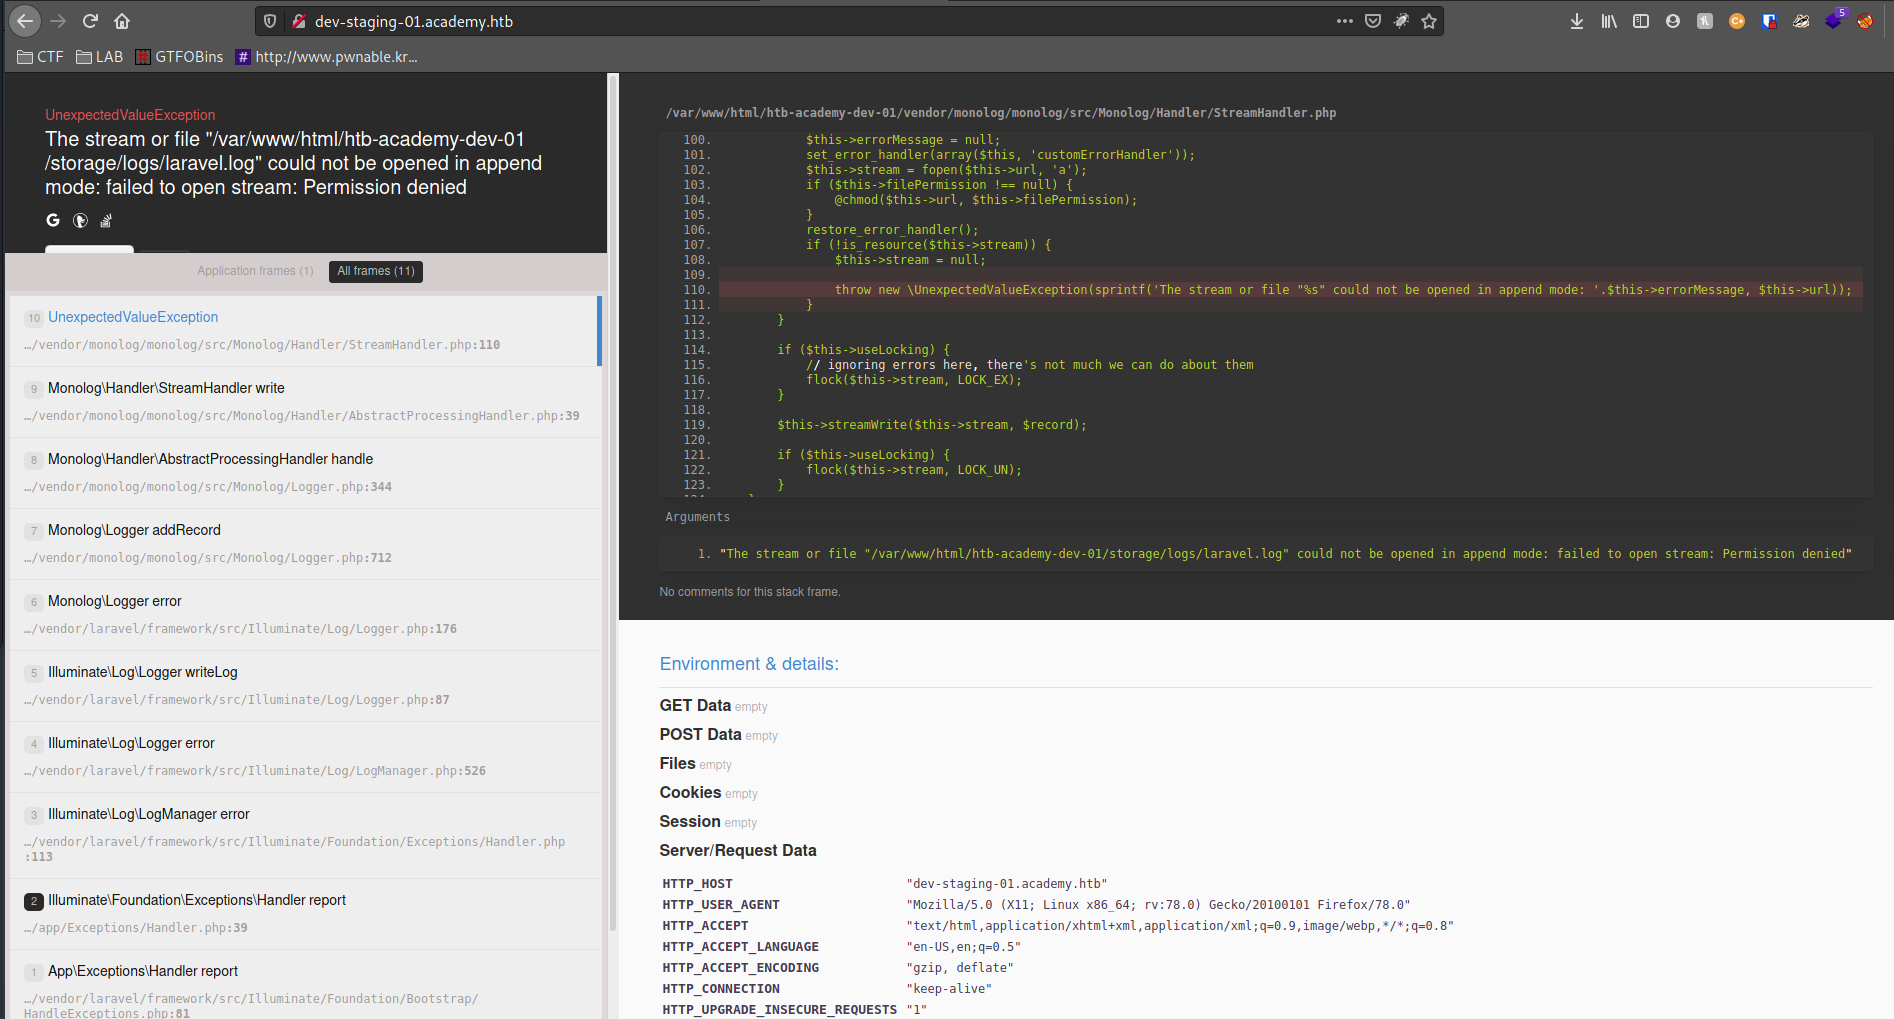 dev-staging-01.academy.htb
5
CTF LAB GTFOBins http://www.pwnable.kr...
UnexpectedValueException
The stream or file "/var/www/html/htb-academy-dev-01
/storage/logs/laravel.log" could not be opened in append
mode: failed to open stream: Permission denied
Application frames (1) All frames (11)
10 UnexpectedValueException
…/vendor/monolog/monolog/src/Monolog/Handler/StreamHandler.php:110
9 Monolog\Handler\StreamHandler write
…/vendor/monolog/monolog/src/Monolog/Handler/AbstractProcessingHandler.php:39
8 Monolog\Handler\AbstractProcessingHandler handle
…/vendor/monolog/monolog/src/Monolog/Logger.php:344
7 Monolog\Logger addRecord
…/vendor/monolog/monolog/src/Monolog/Logger.php:712
6 Monolog\Logger error
…/vendor/laravel/framework/src/Illuminate/Log/Logger.php:176
5 Illuminate\Log\Logger writeLog
…/vendor/laravel/framework/src/Illuminate/Log/Logger.php:87
4 Illuminate\Log\Logger error
…/vendor/laravel/framework/src/Illuminate/Log/LogManager.php:526
3 Illuminate\Log\LogManager error
…/vendor/laravel/framework/src/Illuminate/Foundation/Exceptions/Handler.php
:113
2 Illuminate\Foundation\Exceptions\Handler report
…/app/Exceptions/Handler.php:39
1 App\Exceptions\Handler report
…/vendor/laravel/framework/src/Illuminate/Foundation/Bootstrap/
HandleExceptions.php:81
/var/www/html/htb-academy-dev-01/vendor/monolog/monolog/src/Monolog/Handler/StreamHandler.php
100. $this->errorMessage = null;
101. set_error_handler(array($this, 'customErrorHandler'));
102. $this->stream = fopen($this->url, 'a');
103. if ($this->filePermission !== null) {
104. @chmod($this->url, $this->filePermission);
105. }
106. restore_error_handler();
107. if (!is_resource($this->stream)) {
108. $this->stream = null;
109.
110. throw new \UnexpectedValueException(sprintf('The stream or file "%s" could not be opened in append mode: '.$this->errorMessage, $this->url));
111. }
112. }
113.
114. if ($this->useLocking) {
115. // ignoring errors here, there's not much we can do about them
116. flock($this->stream, LOCK_EX);
117. }
118.
119. $this->streamWrite($this->stream, $record);
120.
121. if ($this->useLocking) {
122. flock($this->stream, LOCK_UN);
123. }
Arguments
1. "The stream or file "/var/www/html/htb-academy-dev-01/storage/logs/laravel.log" could not be opened in append mode: failed to open stream: Permission denied"
No comments for this stack frame.
Environment & details:
GET Data empty
POST Data empty
Files empty
Cookies empty
Session empty
Server/Request Data
HTTP_HOST "dev-staging-01.academy.htb"
HTTP_USER_AGENT "Mozilla/5.0 (X11; Linux x86_64; rv:78.0) Gecko/20100101 Firefox/78.0"
HTTP_ACCEPT "text/html,application/xhtml+xml,application/xml;q=0.9,image/webp,*/*;q=0.8"
HTTP_ACCEPT_LANGUAGE "en-US,en;q=0.5"
HTTP_ACCEPT_ENCODING "gzip, deflate"
HTTP_CONNECTION "keep-alive"
HTTP_UPGRADE_INSECURE_REQUESTS "1"